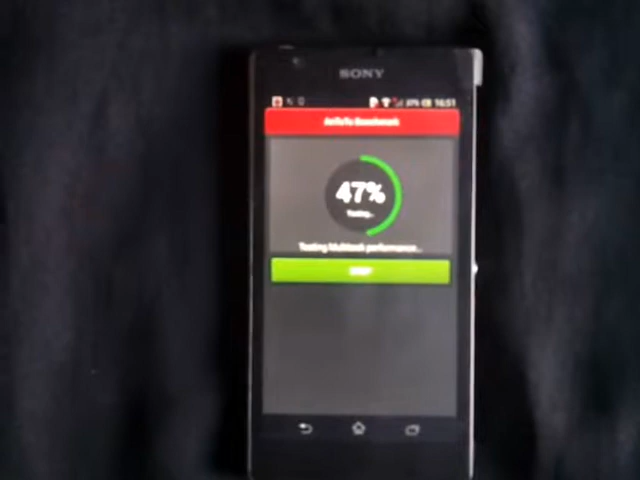 SONY
16:51
AnTuTu Benchmark
47%
Testing...
Testing Multitask performance...
STOP